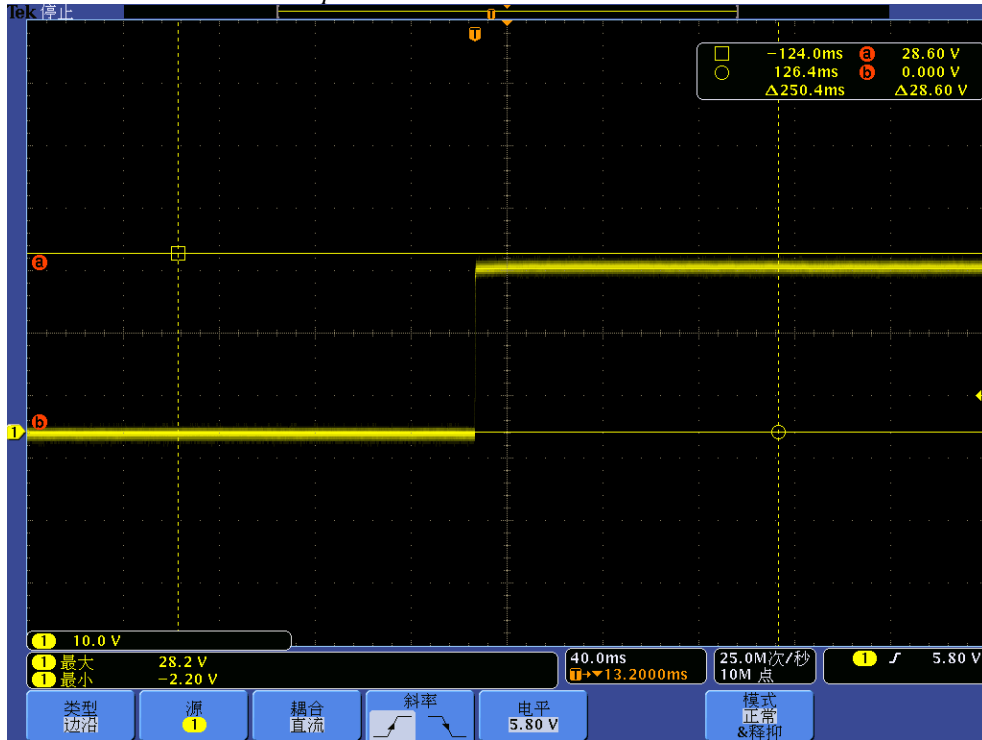 Tek 停止
T
T
□ −124.0ms a 28.60 V
○ 126.4ms b 0.000 V
Δ250.4ms Δ28.60 V
a
b
1
1 10.0 V
1 最大 28.2 V
1 最小 −2.20 V
40.0ms
T→▼13.2000ms
25.0M次/秒
10M 点
1 5.80 V
类型
边沿
源
1
耦合
直流
斜率
电平
5.80 V
模式
正常
&释抑